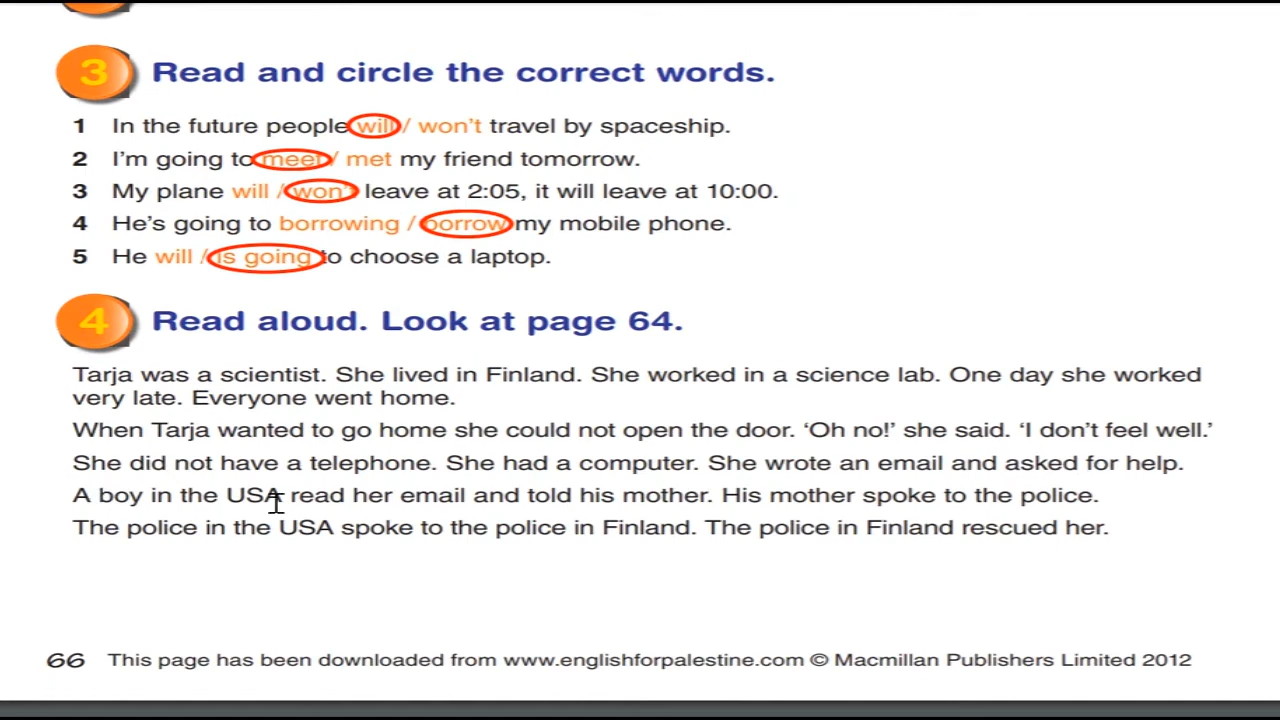 3 Read and circle the correct words.
1 In the future people will / won't travel by spaceship.
2 I'm going to meet / met my friend tomorrow.
3 My plane will / won't leave at 2:05, it will leave at 10:00.
4 He's going to borrowing / borrow my mobile phone.
5 He will / is going to choose a laptop.
4 Read aloud. Look at page 64.
Tarja was a scientist. She lived in Finland. She worked in a science lab. One day she worked
very late. Everyone went home.
When Tarja wanted to go home she could not open the door. ‘Oh no!’ she said. ‘I don’t feel well.’
She did not have a telephone. She had a computer. She wrote an email and asked for help.
A boy in the USA read her email and told his mother. His mother spoke to the police.
The police in the USA spoke to the police in Finland. The police in Finland rescued her.
66 This page has been downloaded from www.englishforpalestine.com © Macmillan Publishers Limited 2012